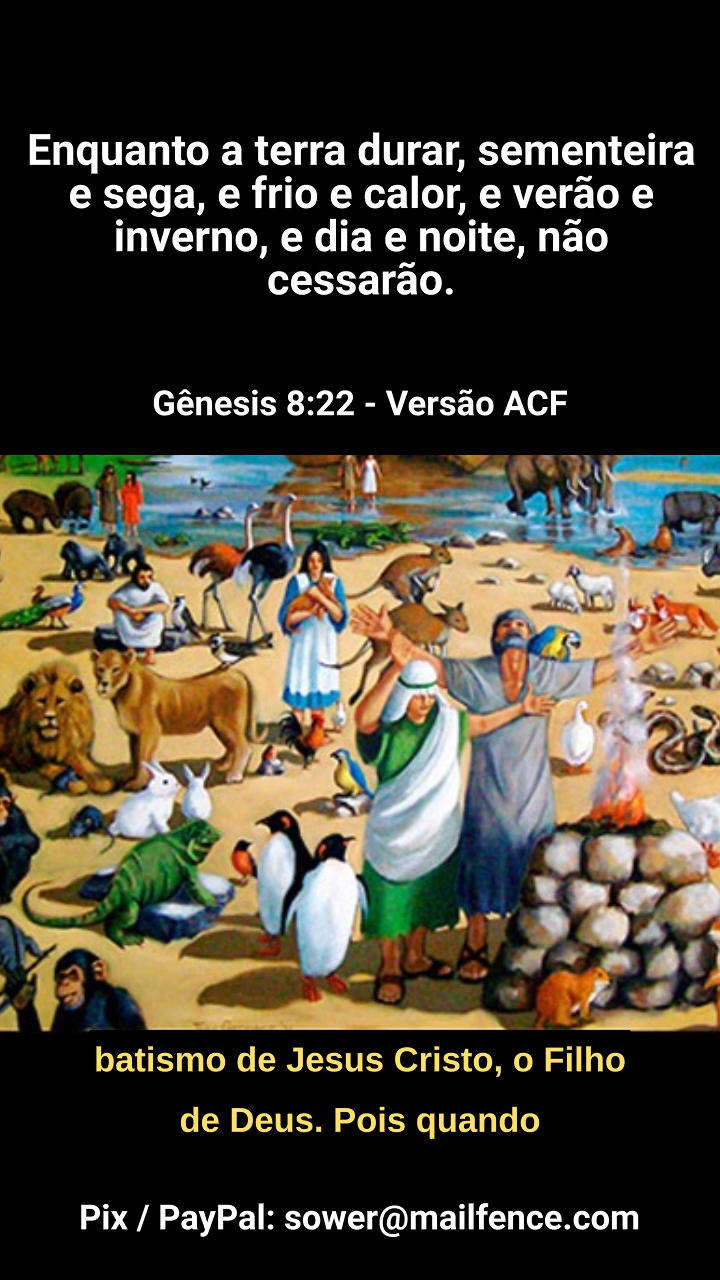 Enquanto a terra durar, sementeira
e sega, e frio e calor, e verão e
inverno, e dia e noite, não
cessarão.
Gênesis 8:22 - Versão ACF
batismo de Jesus Cristo, o Filho
de Deus. Pois quando
Pix / PayPal: sower@mailfence.com